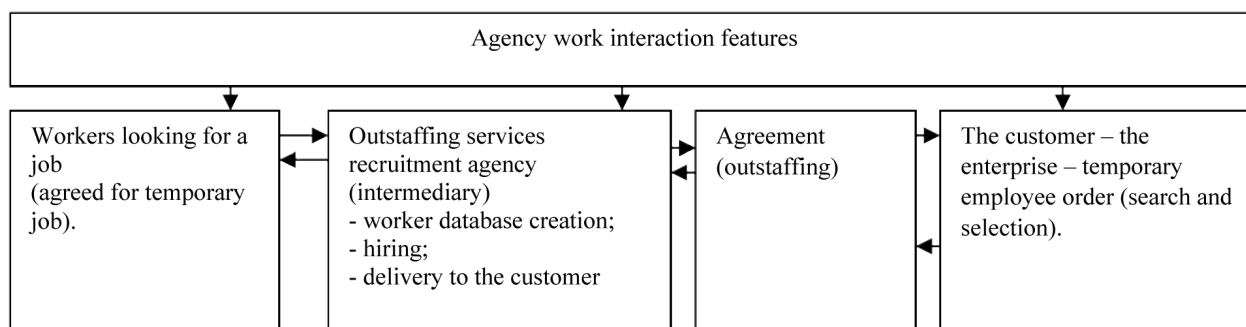 Agency work interaction features
Workers looking for a
job
(agreed for temporary
job).
Outstaffing services
recruitment agency
(intermediary)
- worker database creation;
- hiring;
- delivery to the customer
Agreement
(outstaffing)
The customer – the
enterprise – temporary
employee order (search and
selection).